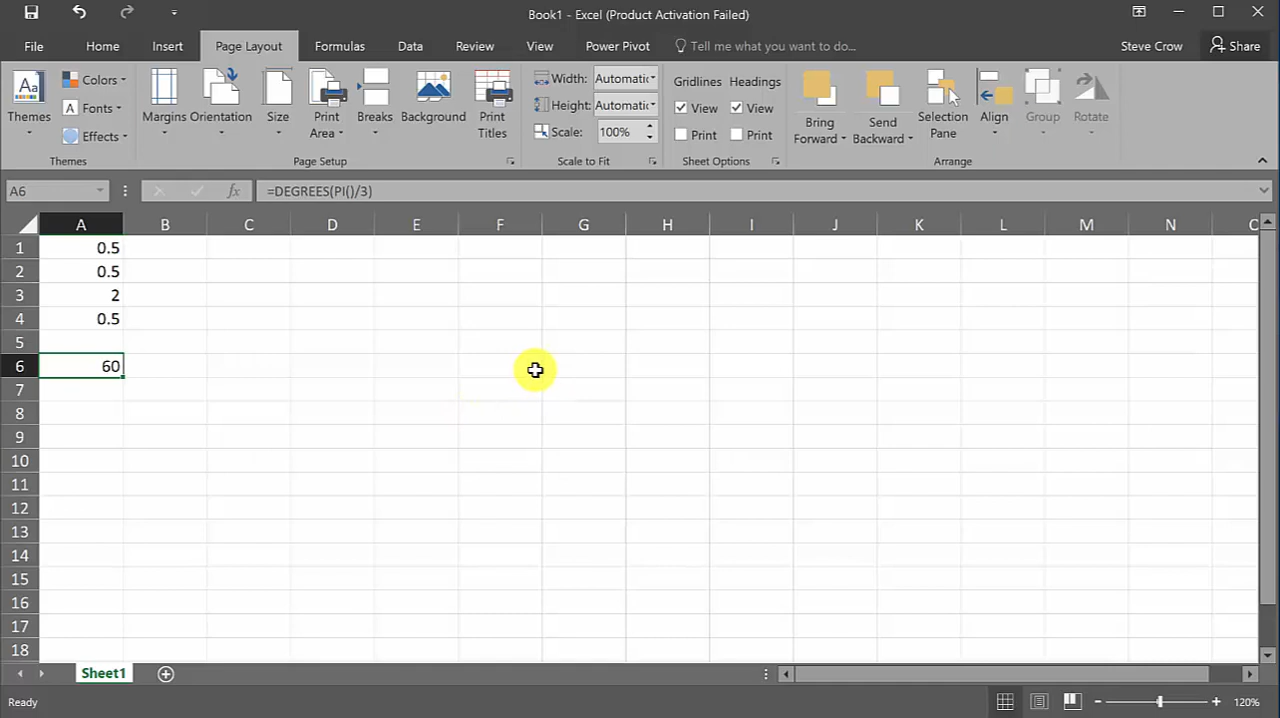 Book1 - Excel (Product Activation Failed)
File Home Insert Page Layout Formulas Data Review View Power Pivot Tell me what you want to do... Steve Crow Share
Aa
Themes
Colors
A Fonts
Effects
Themes
Margins Orientation Size Print Area Breaks Background Print Titles
Page Setup
Width: Automatic
Height: Automatic
Scale: 100%
Scale to Fit
Gridlines Headings
View View
Print Print
Sheet Options
Bring Forward Send Backward Selection Pane Align Group Rotate
Arrange
A6 fx =DEGREES(PI()/3)
A B C D E F G H I J K L M N
1 0.5
2 0.5
3 2
4 0.5
5
6 60
7
8
9
10
11
12
13
14
15
16
17
18
Sheet1
Ready 120%